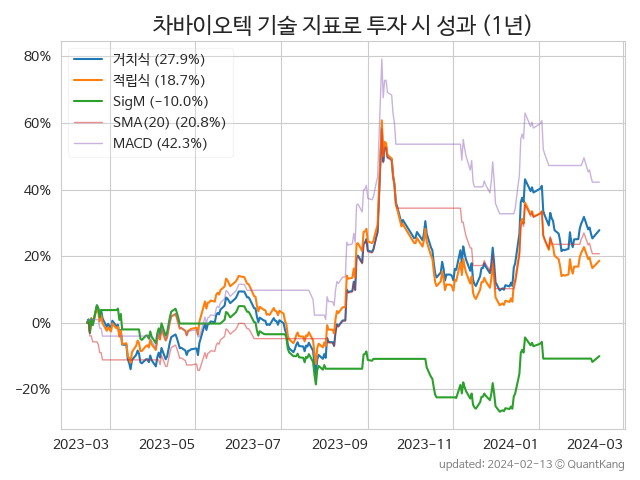 차바이오텍 기술 지표로 투자 시 성과 (1년)
거치식 (27.9%)
적립식 (18.7%)
SigM (−10.0%)
SMA(20) (20.8%)
MACD (42.3%)
80%
60%
40%
20%
0%
−20%
2023−03 2023−05 2023−07 2023−09 2023−11 2024−01 2024−03
updated: 2024−02−13 ⓒ QuantKang